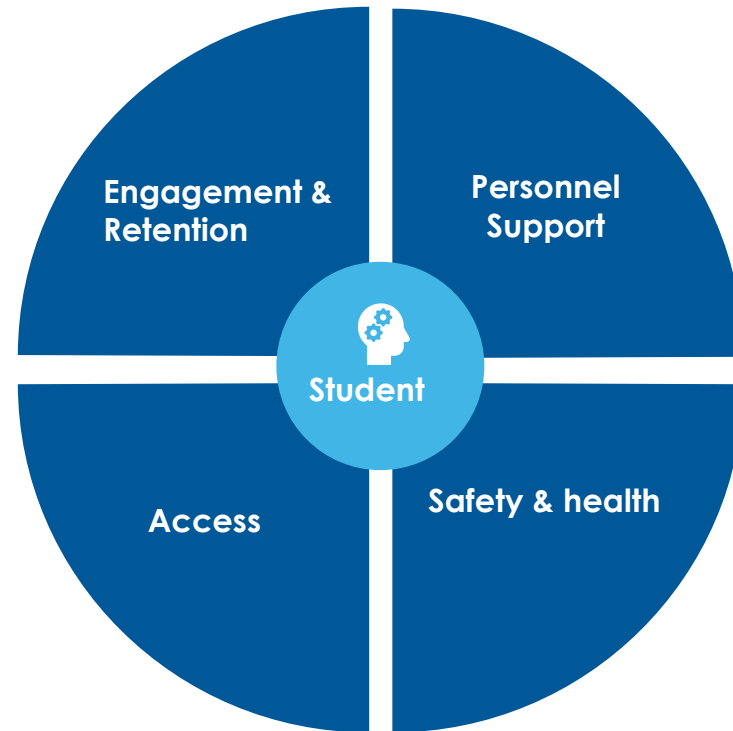 Engagement &
Retention
Personnel
Support
Student
Access
Safety & health